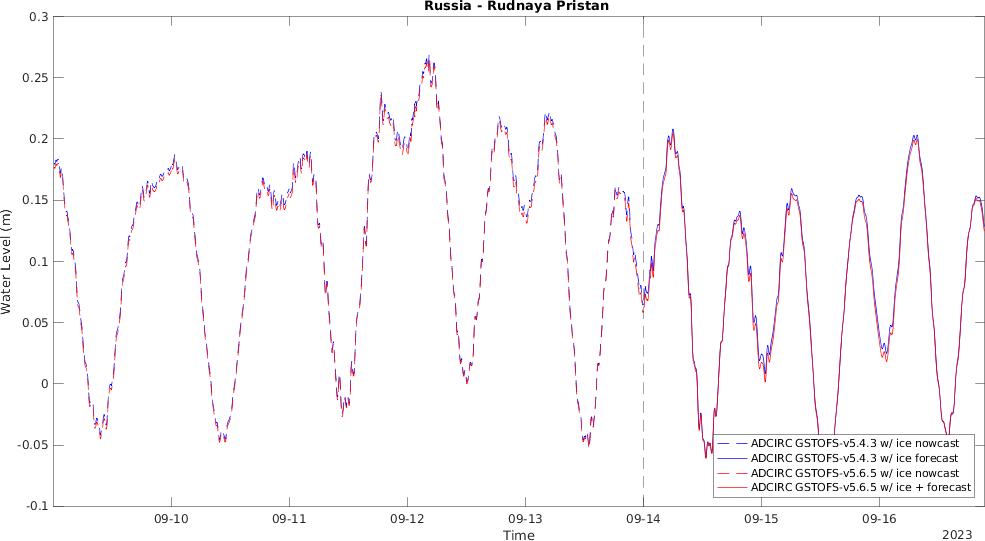 Russia - Rudnaya Pristan
0.3
0.25
0.2
0.15
0.1
0.05
0
-0.05
-0.1
Water Level (m)
09-10 09-11 09-12 09-13 09-14 09-15 09-16
Time
2023
ADCIRC GSTOFS-v5.4.3 w/ ice nowcast
ADCIRC GSTOFS-v5.4.3 w/ ice forecast
ADCIRC GSTOFS-v5.6.5 w/ ice nowcast
ADCIRC GSTOFS-v5.6.5 w/ ice + forecast